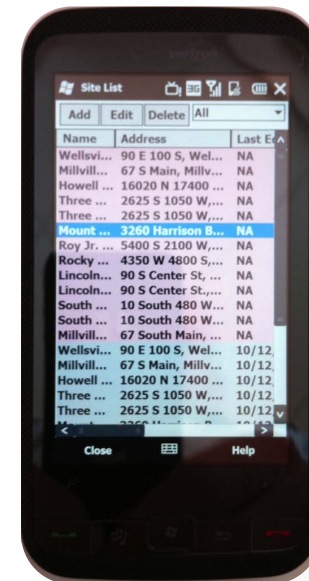 verizon
Site List 3G
Add Edit Delete All
Name Address Last Ed
Wellsvi... 90 E 100 S, Wel... NA
Millvill... 67 S Main, Millv... NA
Howell ... 16020 N 17400 ... NA
Three ... 2625 S 1050 W,... NA
Three ... 2625 S 1050 W,... NA
Mount ... 3260 Harrison B... NA
Roy Jr. ... 5400 S 2100 W,... NA
Rocky ... 4350 W 4800 S,... NA
Lincoln... 90 S Center St, ... NA
Lincoln... 90 S Center St.,... NA
South ... 10 South 480 W... NA
South ... 10 South 480 W... NA
Millvill... 67 South Main, ... NA
Wellsvi... 90 E 100 S, Wel... 10/12,
Millvill... 67 S Main, Millv... 10/12,
Howell ... 16020 N 17400 ... 10/12,
Three ... 2625 S 1050 W,... 10/12,
Three ... 2625 S 1050 W,... 10/12,
Close Help